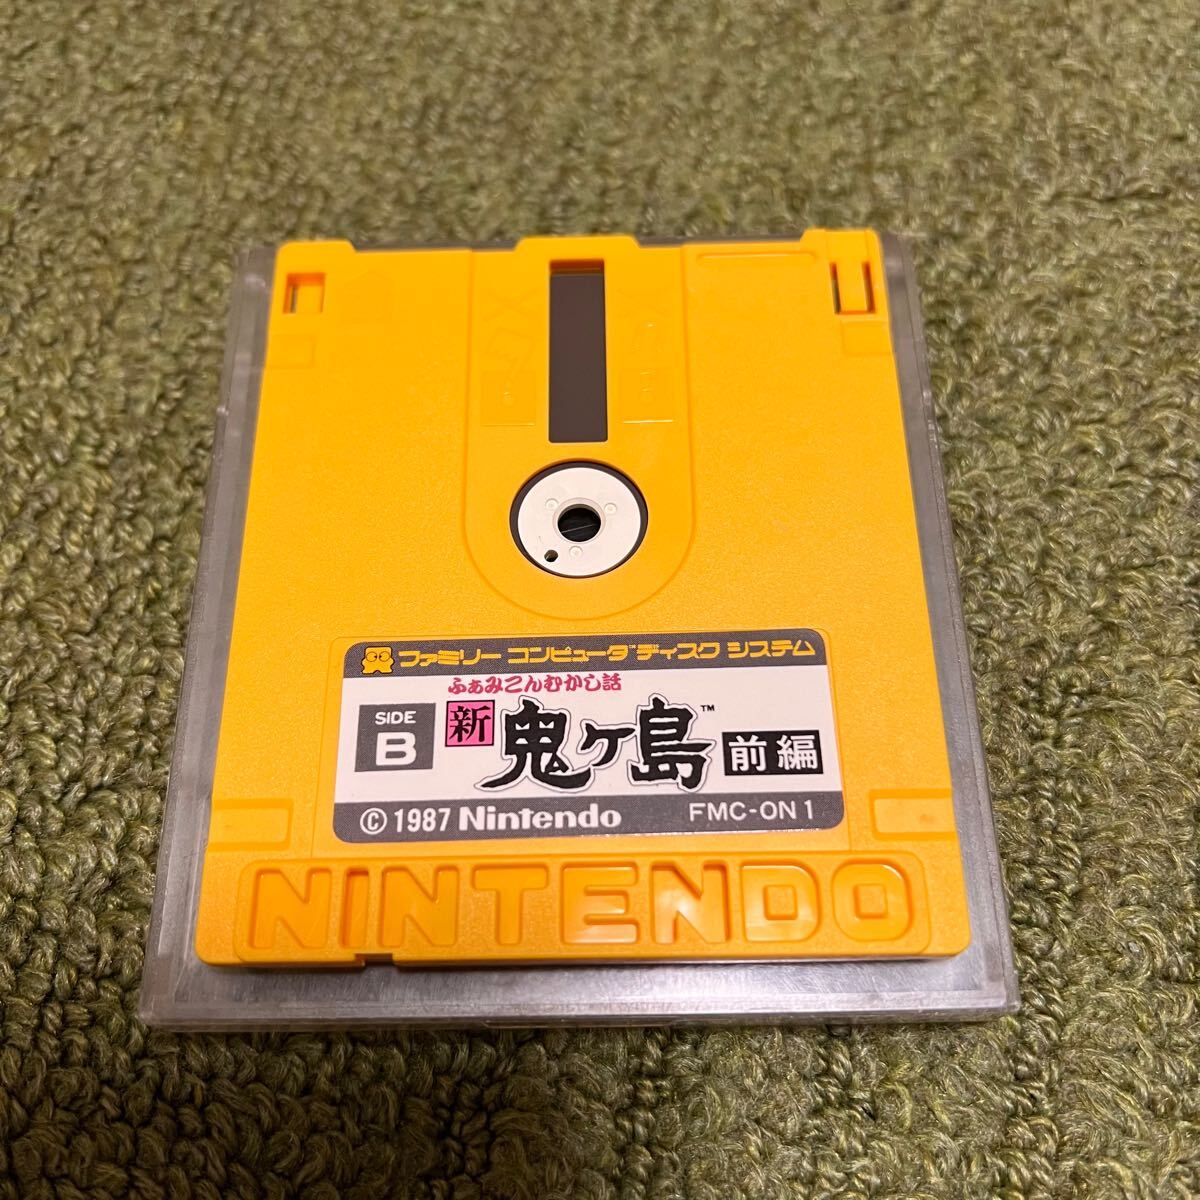 ファミリー コンピュータ™ ディスク システム
ふぁみこんむかし話
SIDE B
新 鬼ヶ島™ 前編
© 1987 Nintendo FMC-ON 1
NINTENDO